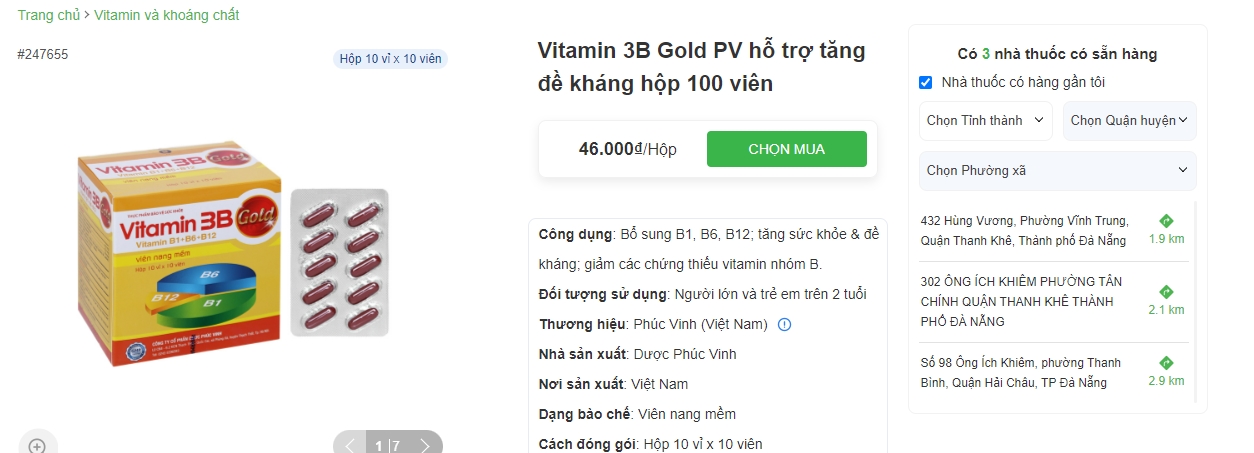 Trang chủ > Vitamin và khoáng chất
#247655
Hộp 10 vỉ x 10 viên
Vitamin 3B Gold
Vitamin B1+B6+B12
viên nang mềm
Hộp 10 vỉ x 10 viên
B6
B12
B1
1 |7
Vitamin 3B Gold PV hỗ trợ tăng
đề kháng hộp 100 viên
46.000₫/Hộp
CHỌN MUA
Công dụng: Bổ sung B1, B6, B12; tăng sức khỏe & đề
kháng; giảm các chứng thiếu vitamin nhóm B.
Đối tượng sử dụng: Người lớn và trẻ em trên 2 tuổi
Thương hiệu: Phúc Vinh (Việt Nam)
Nhà sản xuất: Dược Phúc Vinh
Nơi sản xuất: Việt Nam
Dạng bào chế: Viên nang mềm
Cách đóng gói: Hộp 10 vỉ x 10 viên
Có 3 nhà thuốc có sẵn hàng
Nhà thuốc có hàng gần tôi
Chọn Tỉnh thành
Chọn Quận huyện
Chọn Phường xã
432 Hùng Vương, Phường Vĩnh Trung,
Quận Thanh Khê, Thành phố Đà Nẵng
1.9 km
302 ÔNG ÍCH KHIÊM PHƯỜNG TÂN
CHÍNH QUẬN THANH KHÊ THÀNH
PHỐ ĐÀ NẴNG
2.1 km
Số 98 Ông Ích Khiêm, phường Thanh
Bình, Quận Hải Châu, TP Đà Nẵng
2.9 km